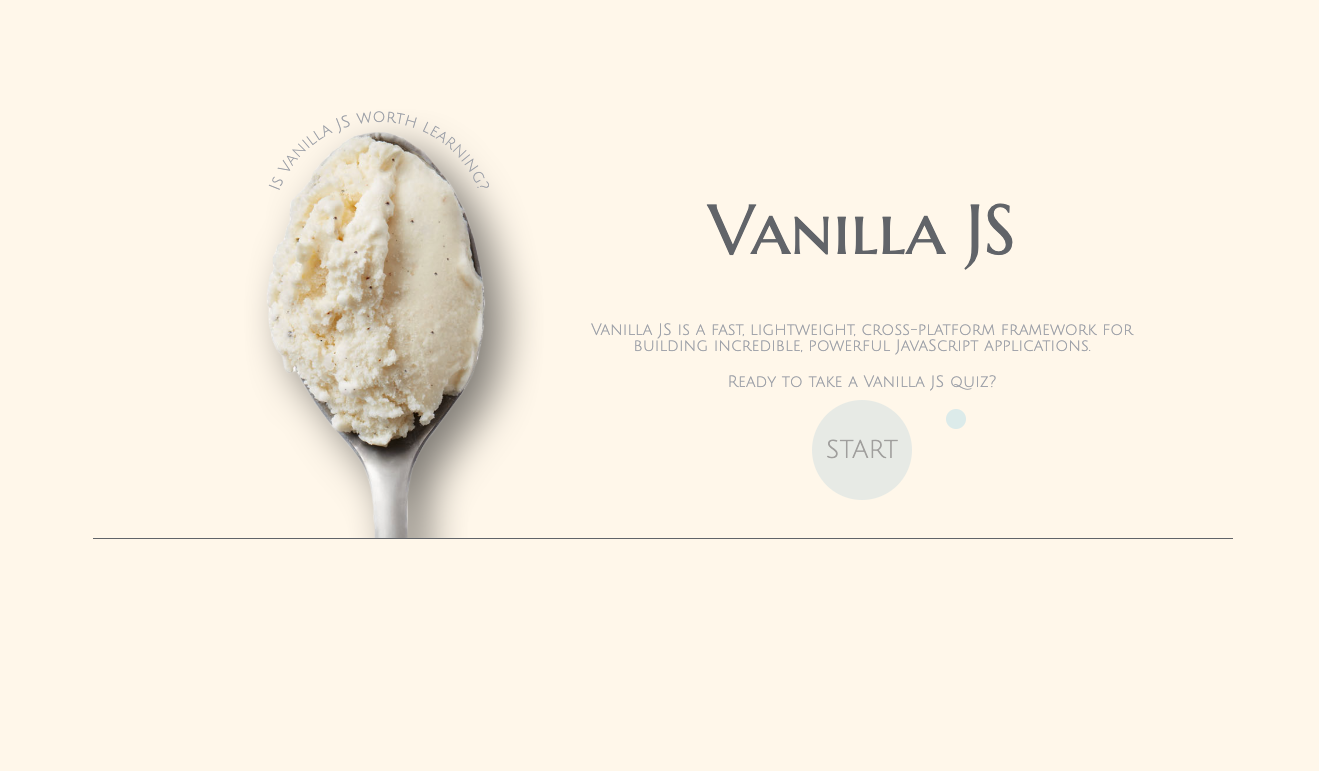 Is vanilla JS worth learning?
Vanilla JS
Vanilla JS is a fast, lightweight, cross-platform framework for
building incredible, powerful JavaScript applications.
Ready to take a Vanilla JS quiz?
START